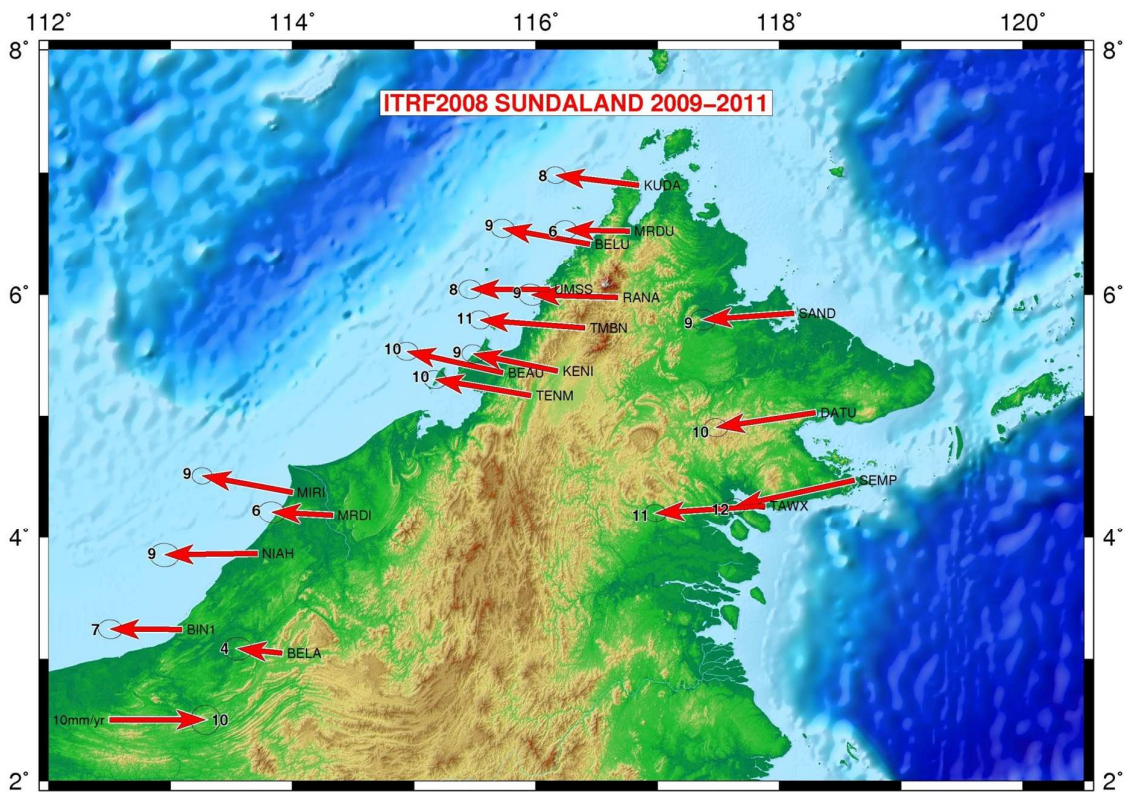 112° 114° 116° 118° 120°
8° 8°
ITRF2008 SUNDALAND 2009–2011
8 KUDA
9 BELU
6 MRDU
6° 6°
8 UMSS
9 RANA
9 SAND
11 TMBN
10 BEAU
9 KENI
10 TENM
10 DATU
9 MIRI
12 SEMP
11 TAWX
6 MRDI
4° 4°
9 NIAH
7 BIN1
4 BELA
10mm/yr 10
2° 2°